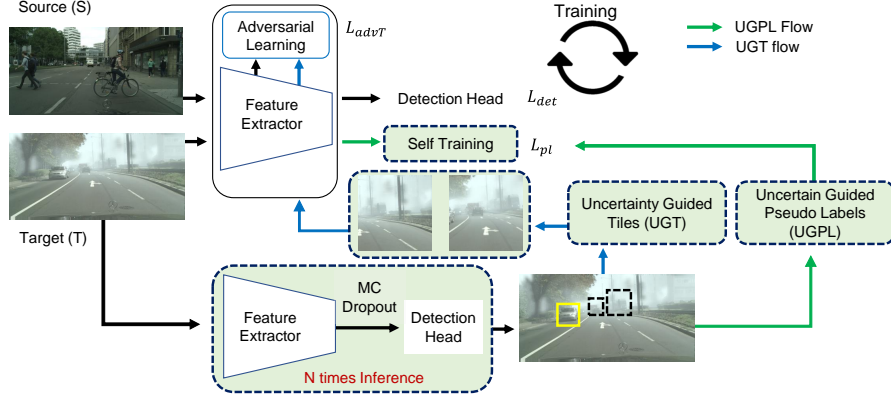 Source (S)
Adversarial
Learning
L_advT
Training
UGPL Flow
UGT flow
Feature
Extractor
Detection Head
L_det
Self Training
L_pl
Target (T)
Uncertainty Guided
Tiles (UGT)
Uncertain Guided
Pseudo Labels
(UGPL)
MC
Dropout
Feature
Extractor
Detection
Head
N times Inference